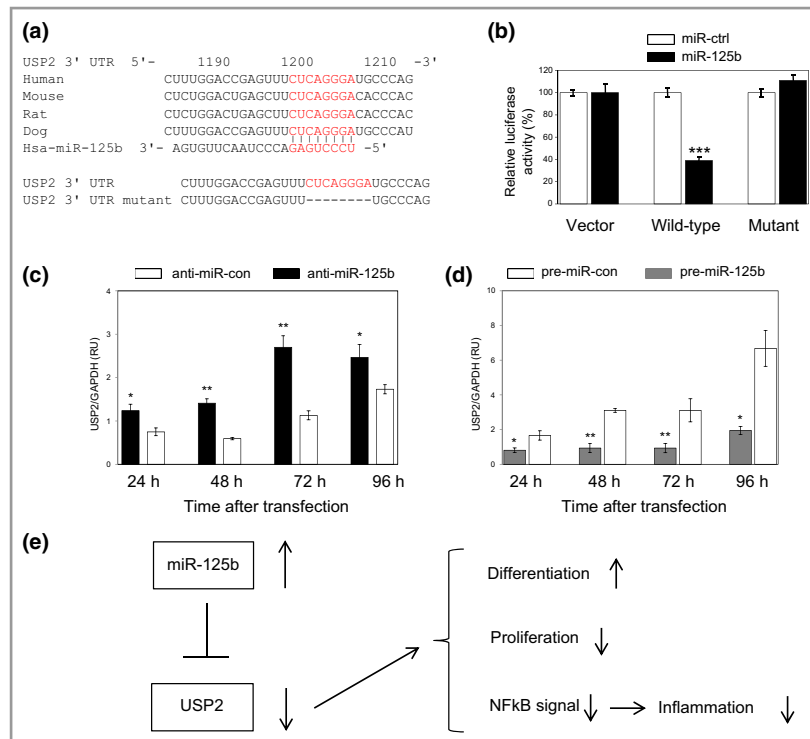 (a)
USP2 3' UTR 5'- 1190 1200 1210 -3'
Human CUUUGGACCGAGUUUCUCAGGGAUGCCCAG
Mouse CUCUGGACUGAGCUUCUCAGGGACACCCAC
Rat CUCUGGACUGAGCUUCUCAGGGACACCCAC
Dog CUUUGGACCGAGUUUCUCAGGGAUGCCCAU
Hsa-miR-125b 3'- AGUGUUCAAUCCCAGAGUCCCU -5'
USP2 3' UTR CUUUGGACCGAGUUUCUCAGGGAUGCCCAG
USP2 3' UTR mutant CUUUGGACCGAGUUU--------UGCCCAG
(b)
miR-ctrl
miR-125b
Relative luciferase
activity (%)
120
100
80
60
40
20
0
***
Vector Wild-type Mutant
(c)
anti-miR-con anti-miR-125b
USP2/GAPDH (RU)
4
3
2
1
0
* ** ** *
24 h 48 h 72 h 96 h
Time after transfection
(d)
pre-miR-con pre-miR-125b
USP2/GAPDH (RU)
10
8
6
4
2
0
* ** ** *
24 h 48 h 72 h 96 h
Time after transfection
(e)
miR-125b
USP2
Differentiation
Proliferation
NFkB signal
Inflammation